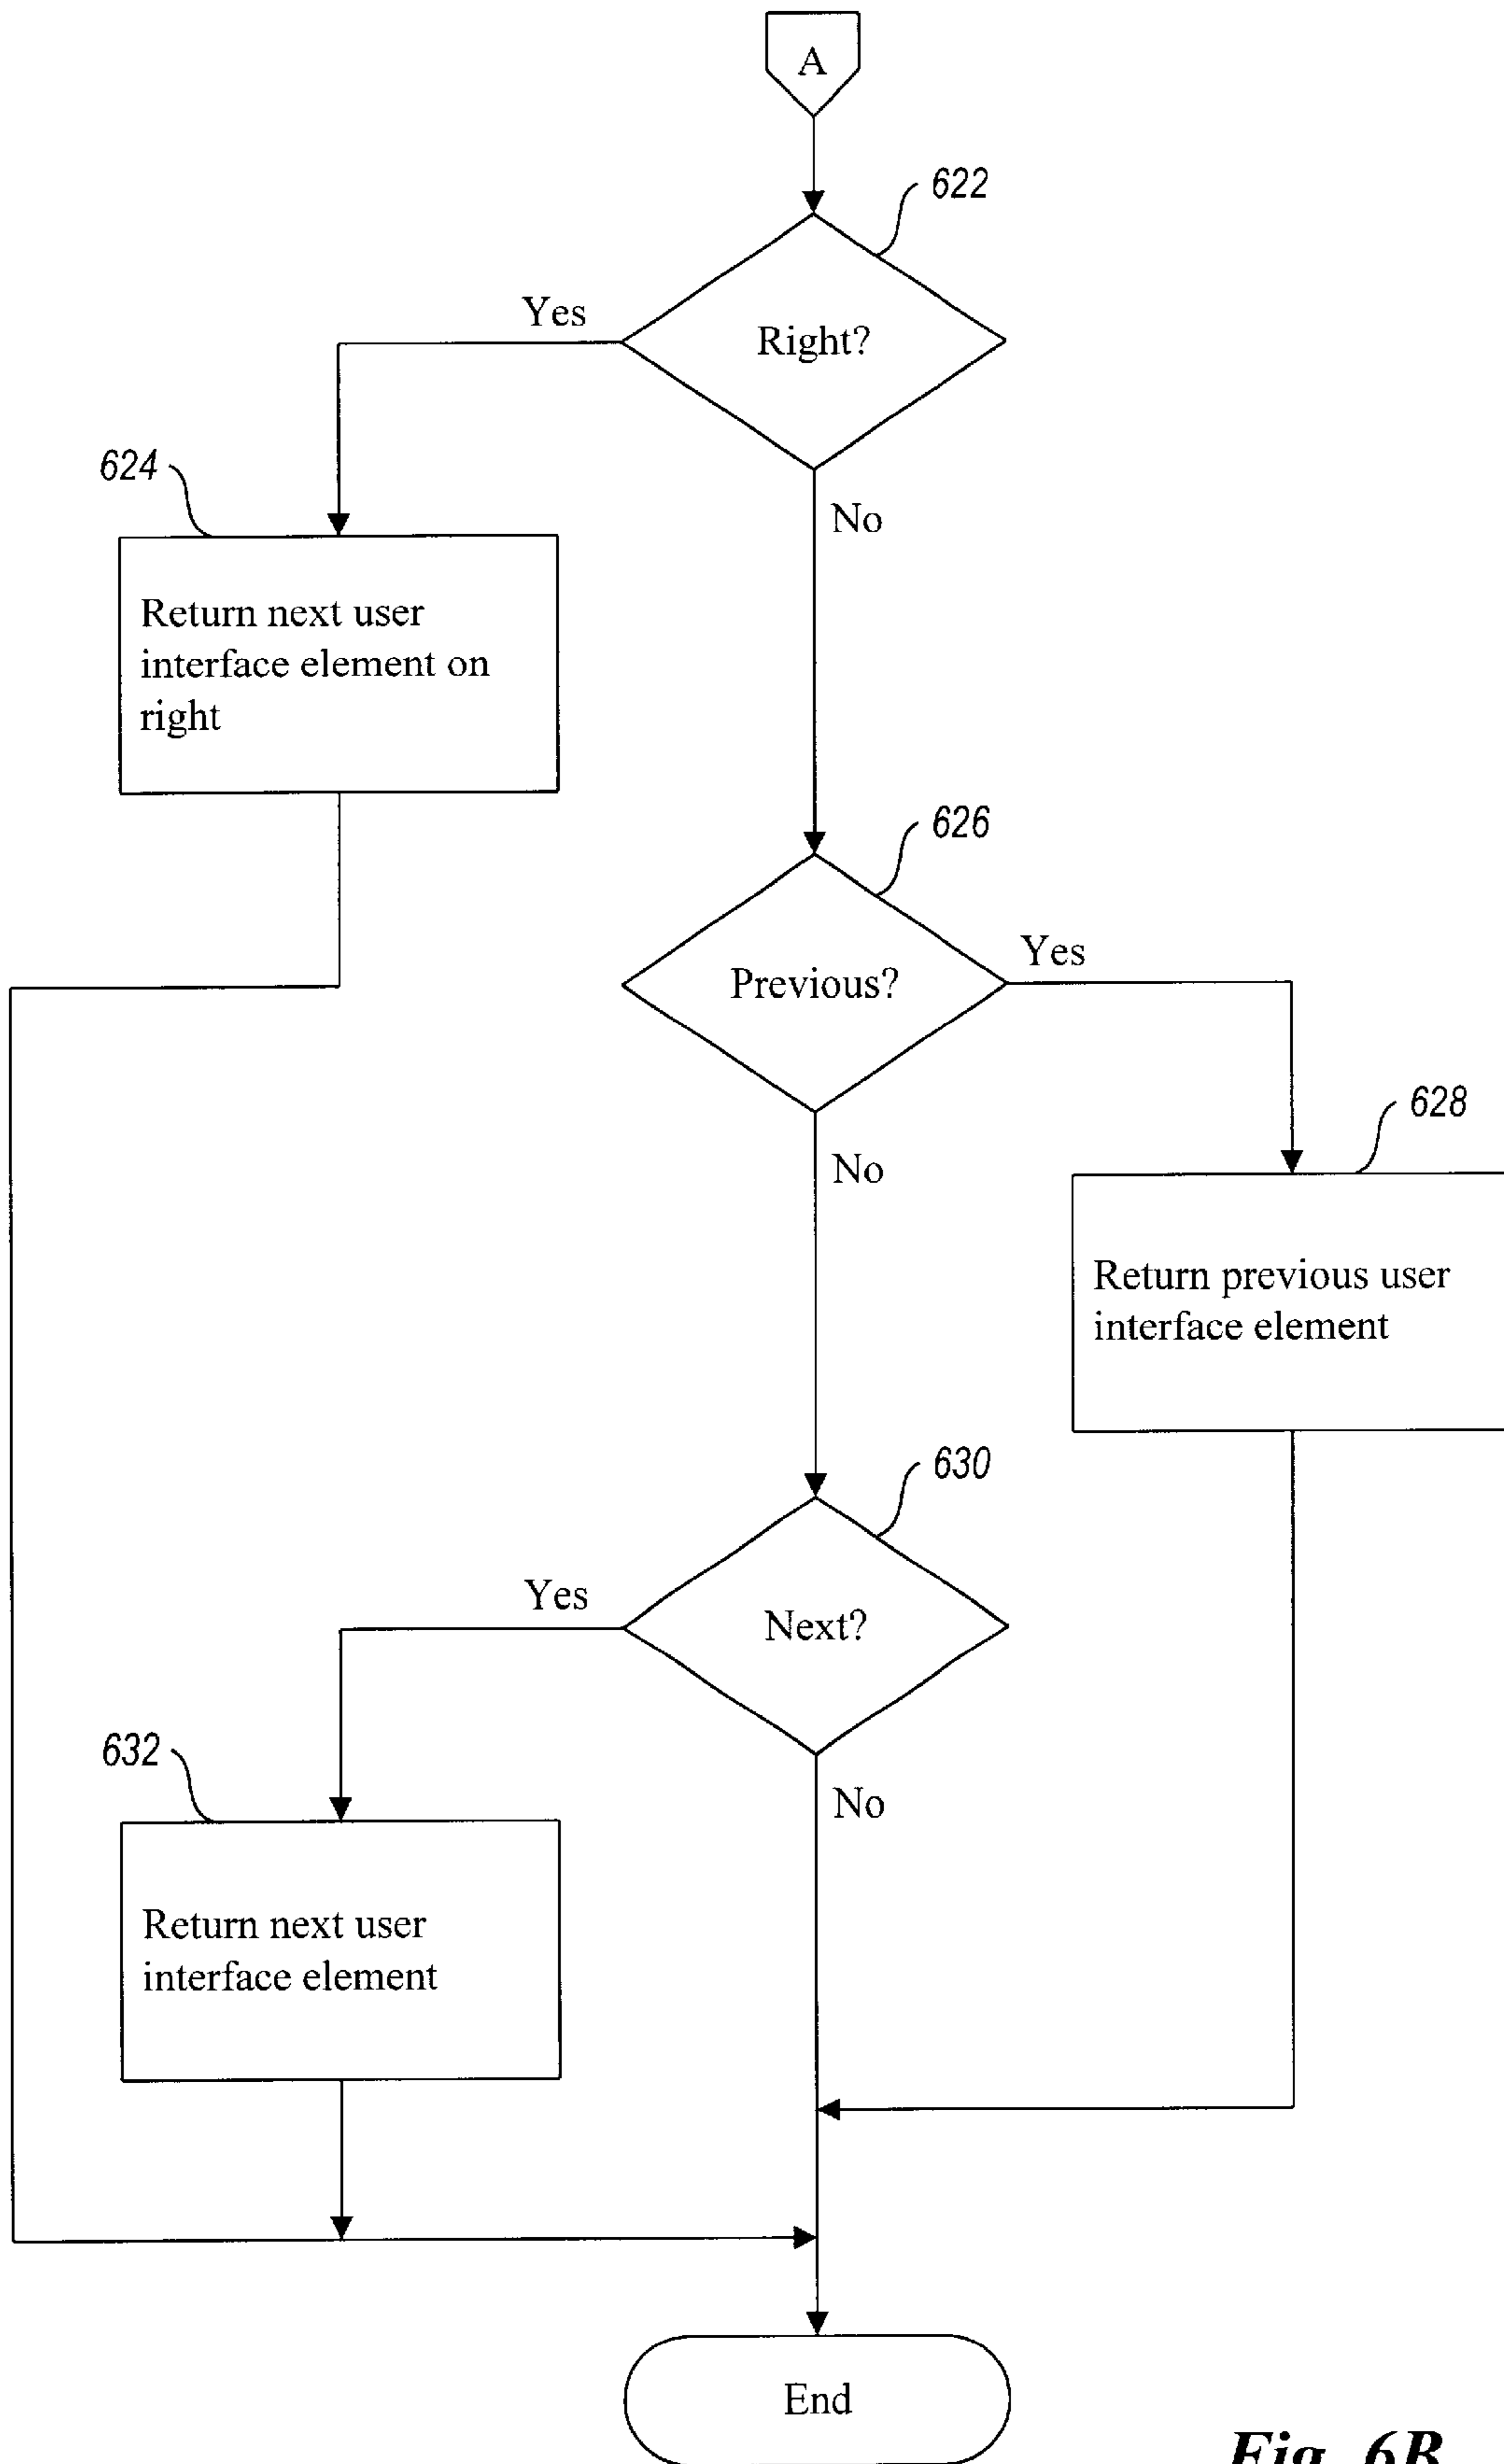 A
622
Yes
Right?
624
No
Return next user
interface element on
right
626
Yes
Previous?
628
No
Return previous user
interface element
630
Yes
Next?
632
No
Return next user
interface element
End
Fig. 6B